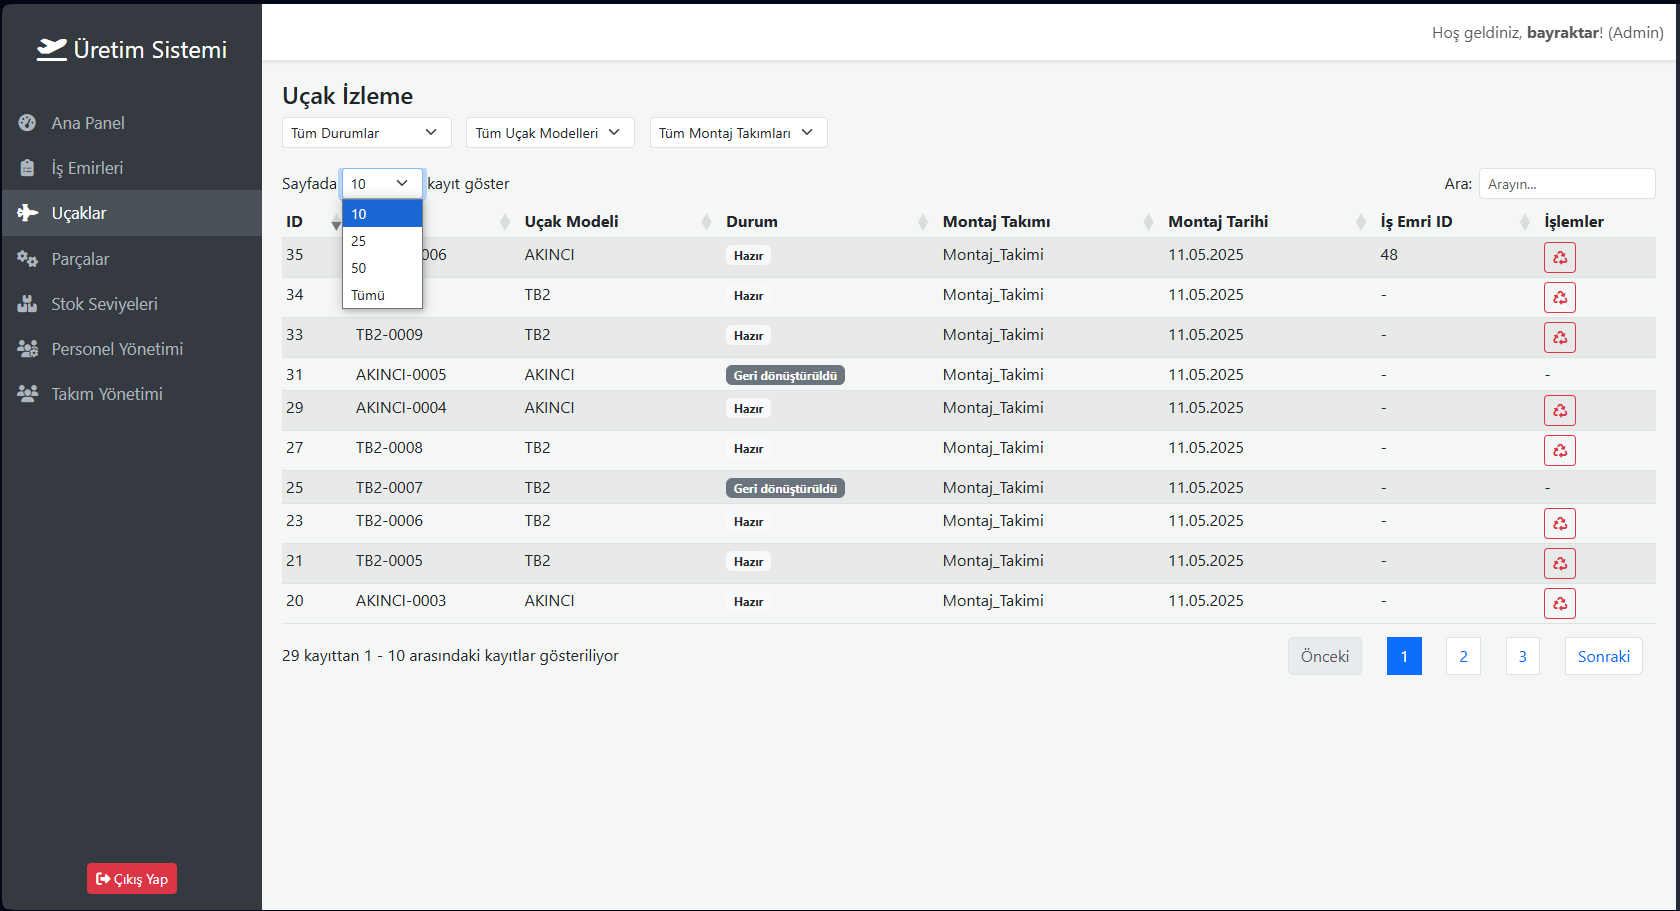 Üretim Sistemi
Hoş geldiniz, bayraktar! (Admin)
Ana Panel
İş Emirleri
Uçaklar
Parçalar
Stok Seviyeleri
Personel Yönetimi
Takım Yönetimi
Çıkış Yap
Uçak İzleme
Tüm Durumlar Tüm Uçak Modelleri Tüm Montaj Takımları
Sayfada 10 kayıt göster Ara: Arayın...
10
25
50
Tümü
ID Uçak Modeli Durum Montaj Takımı Montaj Tarihi İş Emri ID İşlemler
35 006 AKINCI Hazır Montaj_Takimi 11.05.2025 48
34 TB2 Hazır Montaj_Takimi 11.05.2025 -
33 TB2-0009 TB2 Hazır Montaj_Takimi 11.05.2025 -
31 AKINCI-0005 AKINCI Geri dönüştürüldü Montaj_Takimi 11.05.2025 - -
29 AKINCI-0004 AKINCI Hazır Montaj_Takimi 11.05.2025 -
27 TB2-0008 TB2 Hazır Montaj_Takimi 11.05.2025 -
25 TB2-0007 TB2 Geri dönüştürüldü Montaj_Takimi 11.05.2025 - -
23 TB2-0006 TB2 Hazır Montaj_Takimi 11.05.2025 -
21 TB2-0005 TB2 Hazır Montaj_Takimi 11.05.2025 -
20 AKINCI-0003 AKINCI Hazır Montaj_Takimi 11.05.2025 -
29 kayıttan 1 - 10 arasındaki kayıtlar gösteriliyor Önceki 1 2 3 Sonraki